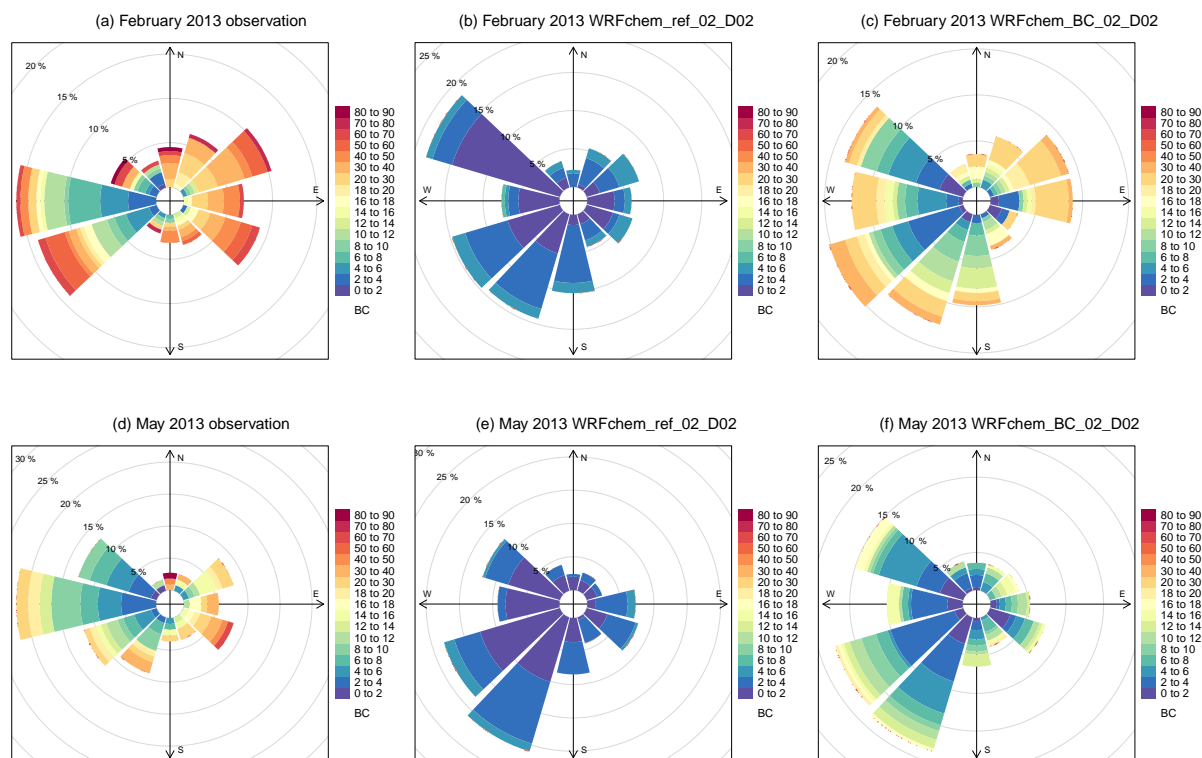 (a) February 2013 observation
20 %
15 %
10 %
5 %
N
W
E
S
80 to 90
70 to 80
60 to 70
50 to 60
40 to 50
30 to 40
20 to 30
18 to 20
16 to 18
14 to 16
12 to 14
10 to 12
8 to 10
6 to 8
4 to 6
2 to 4
0 to 2
BC
(b) February 2013 WRFchem_ref_02_D02
25 %
20 %
15 %
10 %
5 %
N
W
E
S
80 to 90
70 to 80
60 to 70
50 to 60
40 to 50
30 to 40
20 to 30
18 to 20
16 to 18
14 to 16
12 to 14
10 to 12
8 to 10
6 to 8
4 to 6
2 to 4
0 to 2
BC
(c) February 2013 WRFchem_BC_02_D02
20 %
15 %
10 %
5 %
N
W
E
S
80 to 90
70 to 80
60 to 70
50 to 60
40 to 50
30 to 40
20 to 30
18 to 20
16 to 18
14 to 16
12 to 14
10 to 12
8 to 10
6 to 8
4 to 6
2 to 4
0 to 2
BC
(d) May 2013 observation
30 %
25 %
20 %
15 %
10 %
5 %
N
W
E
S
80 to 90
70 to 80
60 to 70
50 to 60
40 to 50
30 to 40
20 to 30
18 to 20
16 to 18
14 to 16
12 to 14
10 to 12
8 to 10
6 to 8
4 to 6
2 to 4
0 to 2
BC
(e) May 2013 WRFchem_ref_02_D02
25 %
20 %
15 %
10 %
5 %
N
W
E
S
80 to 90
70 to 80
60 to 70
50 to 60
40 to 50
30 to 40
20 to 30
18 to 20
16 to 18
14 to 16
12 to 14
10 to 12
8 to 10
6 to 8
4 to 6
2 to 4
0 to 2
BC
(f) May 2013 WRFchem_BC_02_D02
25 %
20 %
15 %
10 %
5 %
N
W
E
S
80 to 90
70 to 80
60 to 70
50 to 60
40 to 50
30 to 40
20 to 30
18 to 20
16 to 18
14 to 16
12 to 14
10 to 12
8 to 10
6 to 8
4 to 6
2 to 4
0 to 2
BC